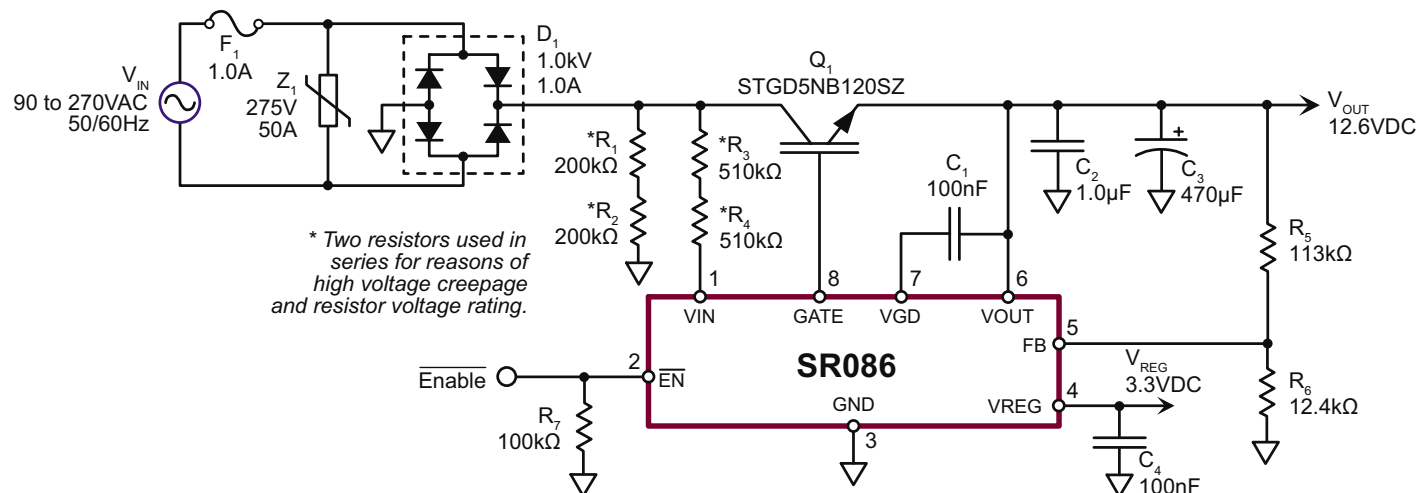 F1
1.0A
VIN
90 to 270VAC
50/60Hz
Z1
275V
50A
D1
1.0kV
1.0A
Q1
STGD5NB120SZ
VOUT
12.6VDC
*R1
200kΩ
*R2
200kΩ
*R3
510kΩ
*R4
510kΩ
C1
100nF
C2
1.0µF
+
C3
470µF
R5
113kΩ
* Two resistors used in
series for reasons of
high voltage creepage
and resistor voltage rating.
1
8
7
6
VIN
GATE
VGD
VOUT
5
FB
SR086
Enable
2
EN
VREG
3.3VDC
4
VREG
GND
3
R6
12.4kΩ
R7
100kΩ
C4
100nF